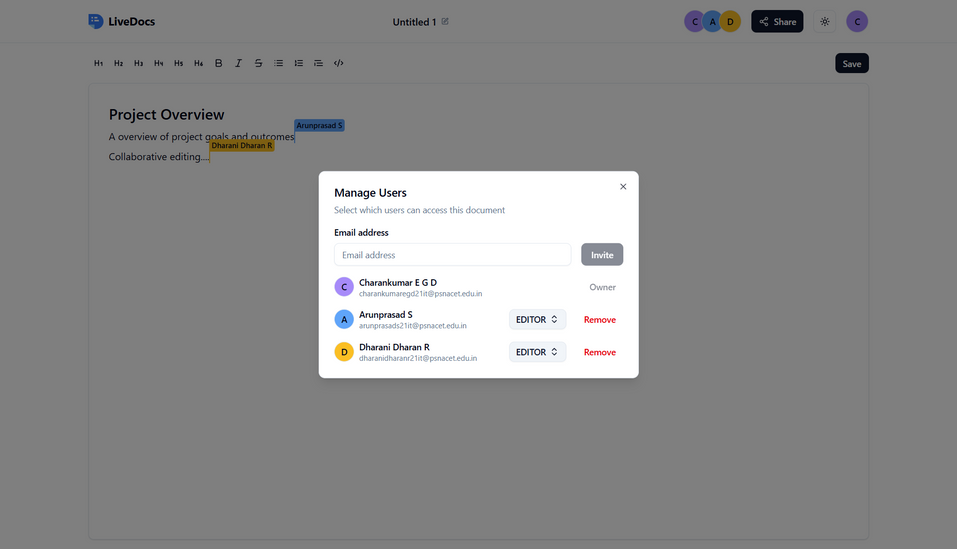 LiveDocs
Untitled 1
C A D
Share
C
H1 H2 H3 H4 H5 H6 B I S </>
Save
Project Overview
Arunprasad S
A overview of project goals and outcomes
Dharani Dharan R
Collaborative editing....
Manage Users
Select which users can access this document
Email address
Email address
Invite
C
Charankumar E G D
charankumaregd21it@psnacet.edu.in
Owner
A
Arunprasad S
arunprasads21it@psnacet.edu.in
EDITOR
Remove
D
Dharani Dharan R
dharanidharanr21it@psnacet.edu.in
EDITOR
Remove